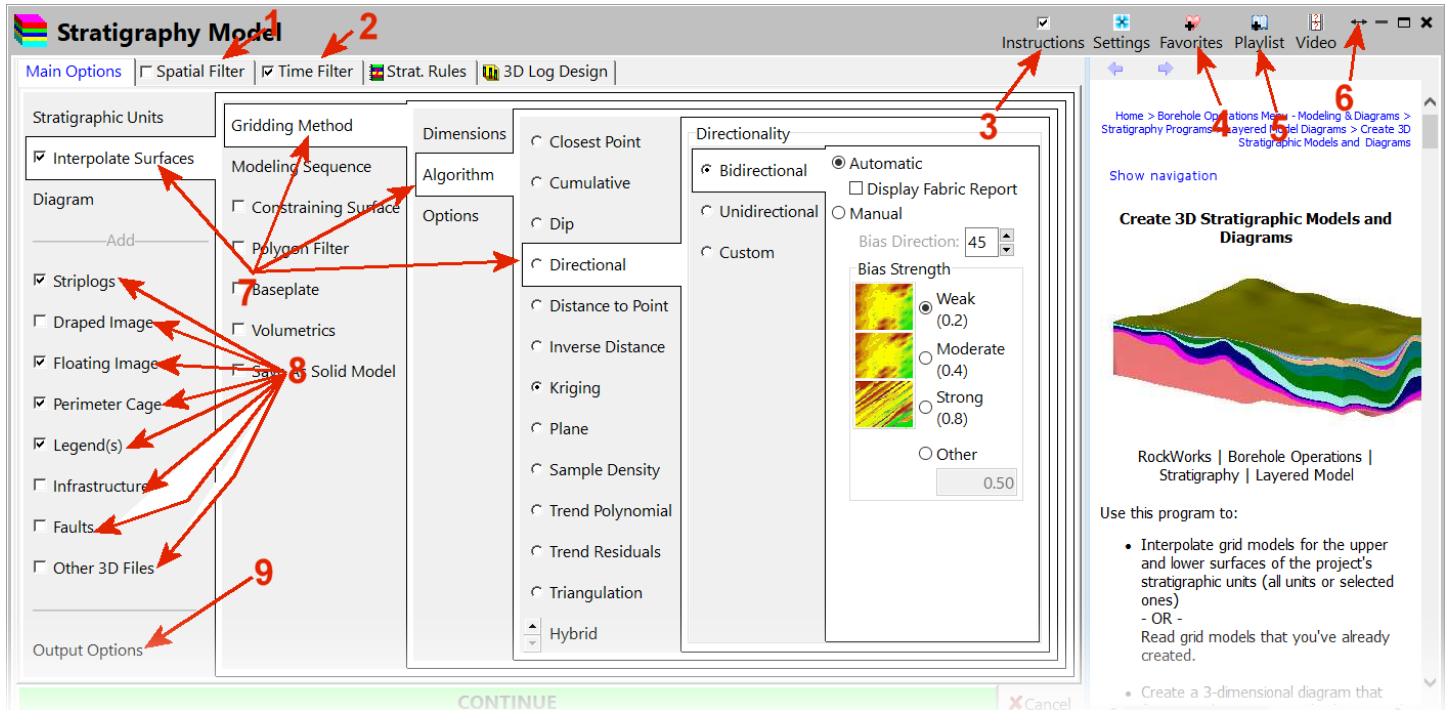 Stratigraphy Model
1
2
Instructions Settings Favorites Playlist Video
Main Options Spatial Filter Time Filter Strat. Rules 3D Log Design
3
4
5
6
Stratigraphic Units
Interpolate Surfaces
Diagram
Add
Striplogs
Draped Image
Floating Image
Perimeter Cage
Legend(s)
Infrastructure
Faults
Other 3D Files
Output Options
7
8
9
Gridding Method
Modeling Sequence
Constraining Surface
Polygon Filter
Baseplate
Volumetrics
Save As Solid Model
Dimensions
Algorithm
Options
Closest Point
Cumulative
Dip
Directional
Distance to Point
Inverse Distance
Kriging
Plane
Sample Density
Trend Polynomial
Trend Residuals
Triangulation
Hybrid
Directionality
Bidirectional
Unidirectional
Custom
Automatic
Display Fabric Report
Manual
Bias Direction: 45
Bias Strength
Weak
(0.2)
Moderate
(0.4)
Strong
(0.8)
Other
0.50
CONTINUE
Cancel
Home > Borehole Operations Menu - Modeling & Diagrams >
Stratigraphy Programs > Layered Model Diagrams > Create 3D
Stratigraphic Models and Diagrams
Show navigation
Create 3D Stratigraphic Models and
Diagrams
RockWorks | Borehole Operations |
Stratigraphy | Layered Model
Use this program to:
• Interpolate grid models for the upper
and lower surfaces of the project's
stratigraphic units (all units or selected
ones)
- OR -
Read grid models that you've already
created.
• Create a 3-dimensional diagram that